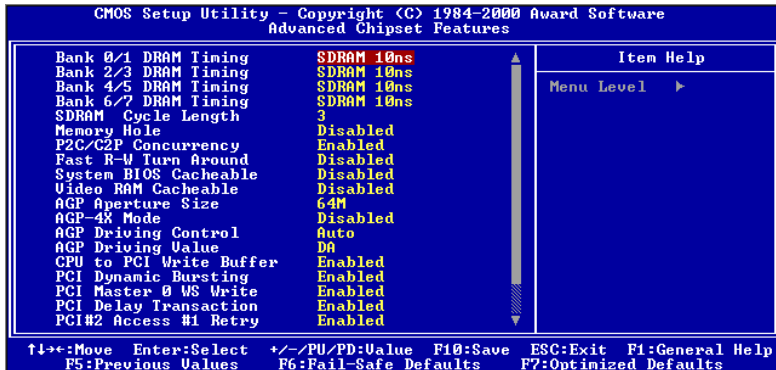 CMOS Setup Utility – Copyright (C) 1984-2000 Award Software
Advanced Chipset Features
Bank 0/1 DRAM Timing SDRAM 10ns
Bank 2/3 DRAM Timing SDRAM 10ns
Bank 4/5 DRAM Timing SDRAM 10ns
Bank 6/7 DRAM Timing SDRAM 10ns
SDRAM Cycle Length 3
Memory Hole Disabled
P2C/C2P Concurrency Enabled
Fast R-W Turn Around Disabled
System BIOS Cacheable Disabled
Video RAM Cacheable Disabled
AGP Aperture Size 64M
AGP-4X Mode Disabled
AGP Driving Control Auto
AGP Driving Value DA
CPU to PCI Write Buffer Enabled
PCI Dynamic Bursting Enabled
PCI Master 0 WS Write Enabled
PCI Delay Transaction Enabled
PCI#2 Access #1 Retry Enabled
Item Help
Menu Level ►
↑↓→←:Move Enter:Select +/-/PU/PD:Value F10:Save ESC:Exit F1:General Help
F5:Previous Values F6:Fail-Safe Defaults F7:Optimized Defaults